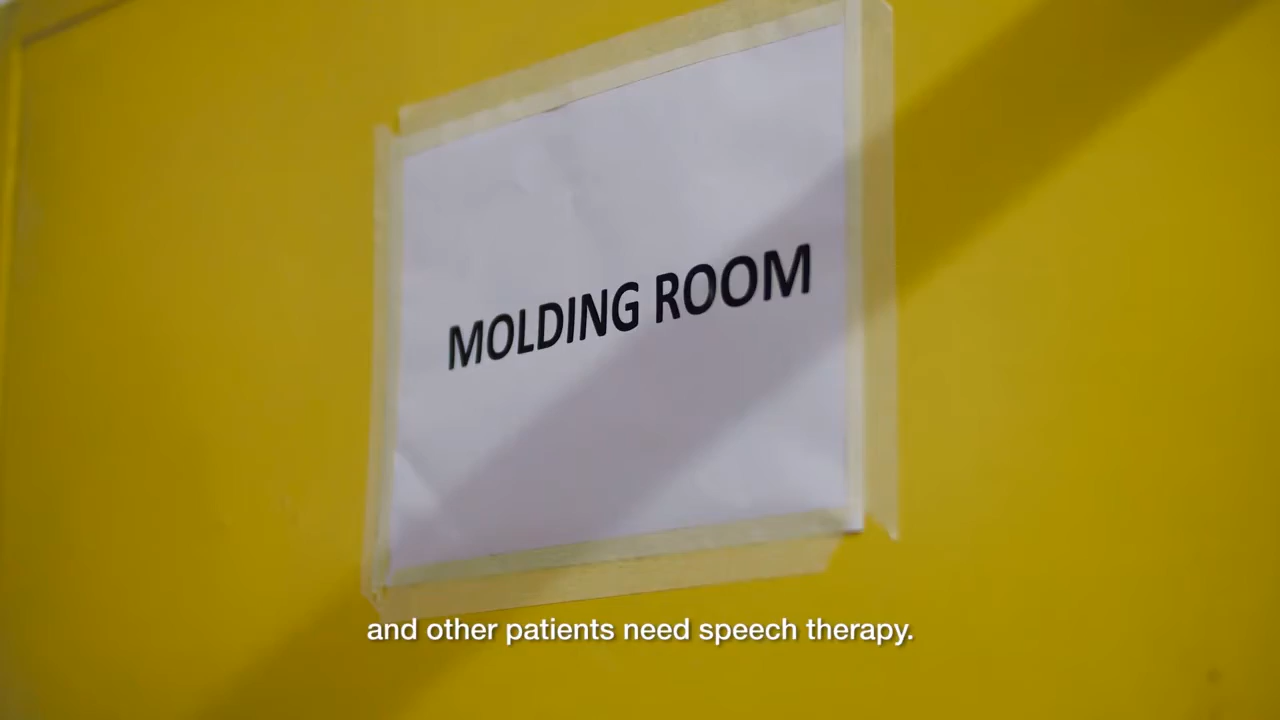 MOLDING ROOM
and other patients need speech therapy.